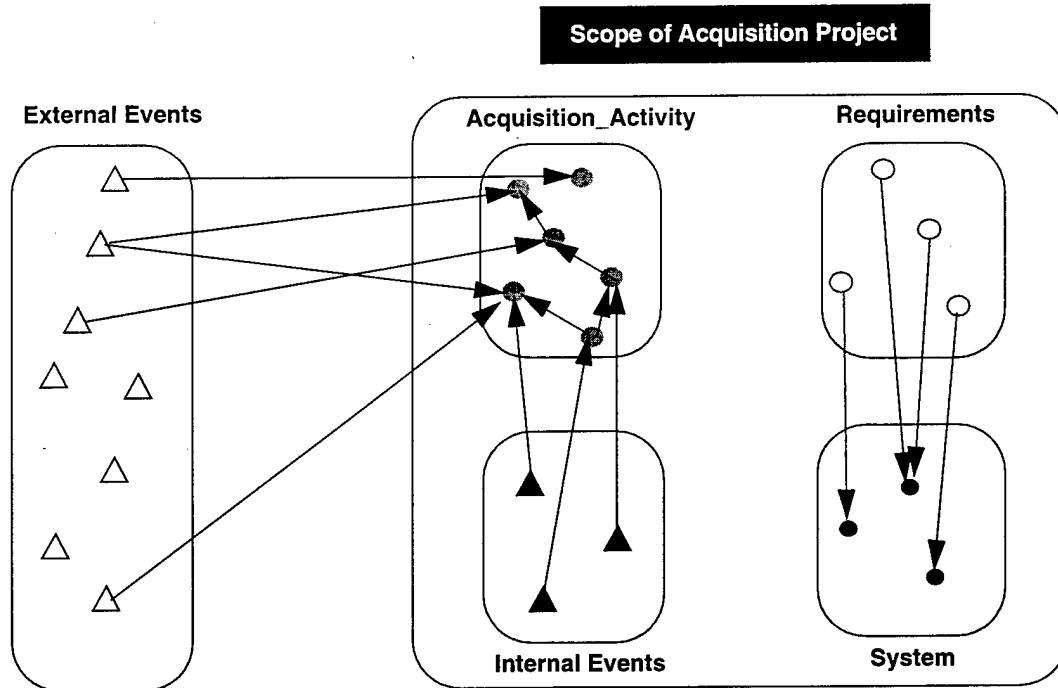 Scope of Acquisition Project
External Events
Acquisition_Activity
Requirements
Internal Events
System